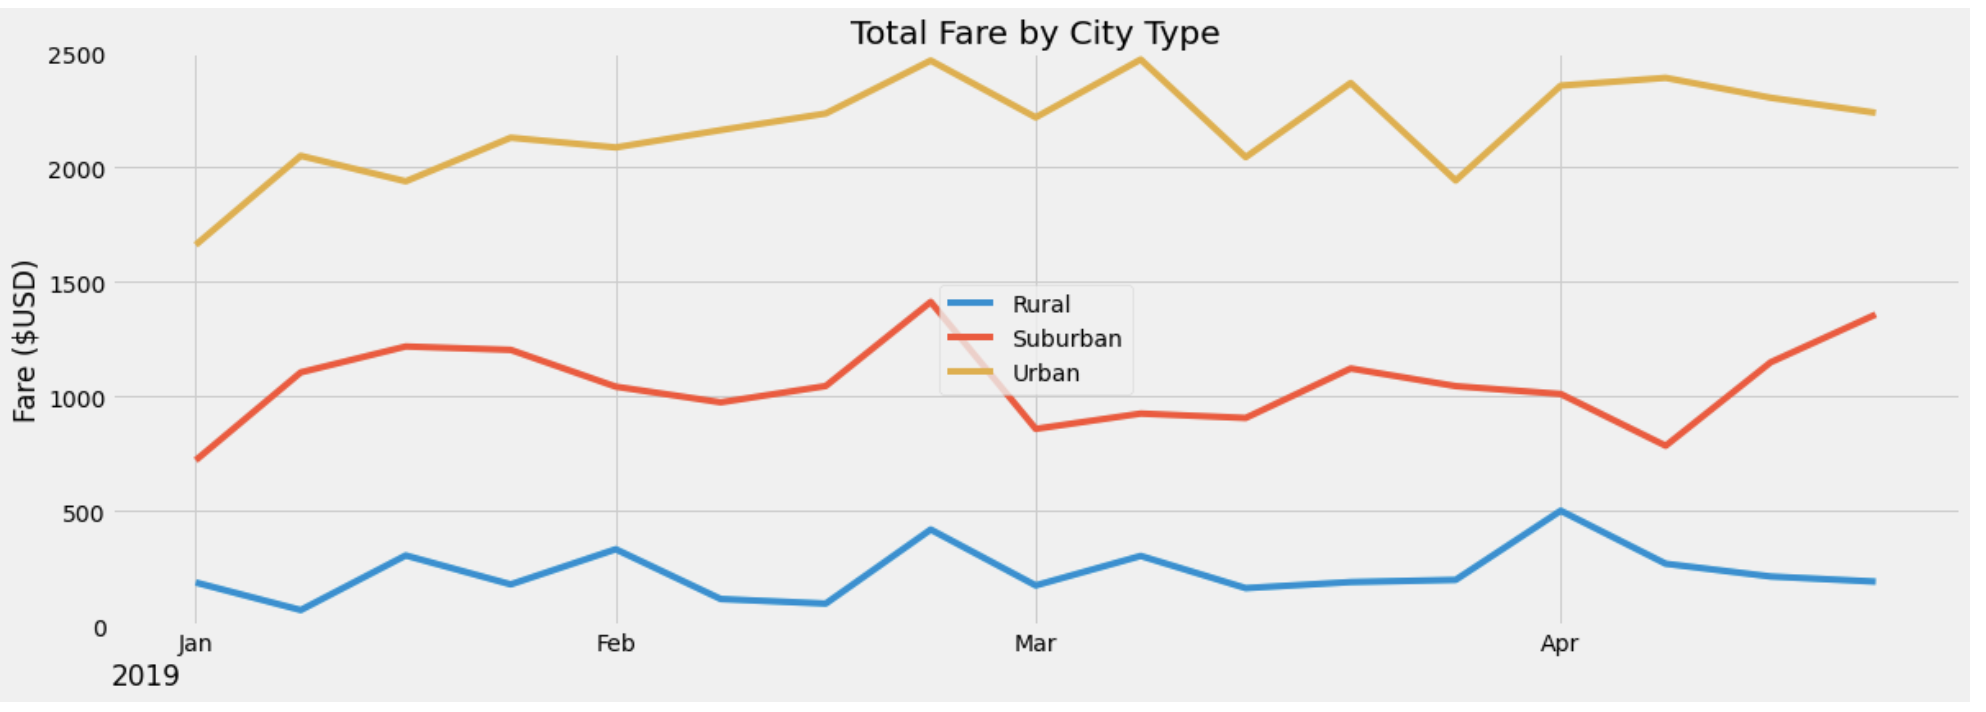 Total Fare by City Type
Fare ($USD)
2500
2000
1500
1000
500
0
Rural
Suburban
Urban
Jan Feb Mar Apr
2019